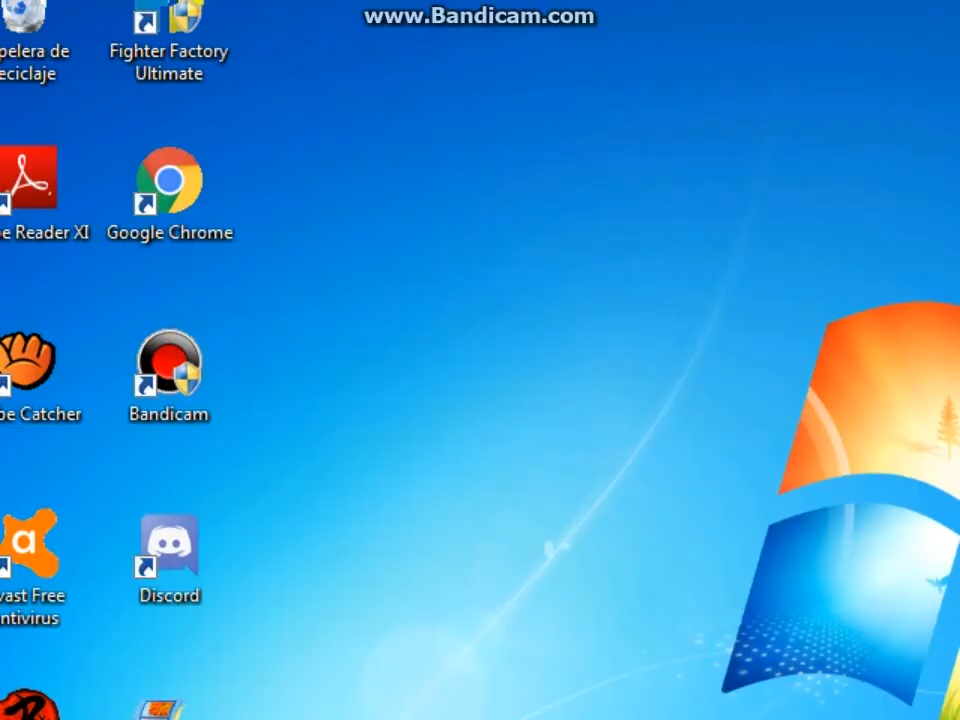 www.Bandicam.com
pelera de
eciclaje
Fighter Factory
Ultimate
e Reader XI
Google Chrome
be Catcher
Bandicam
a
vast Free
ntivirus
Discord